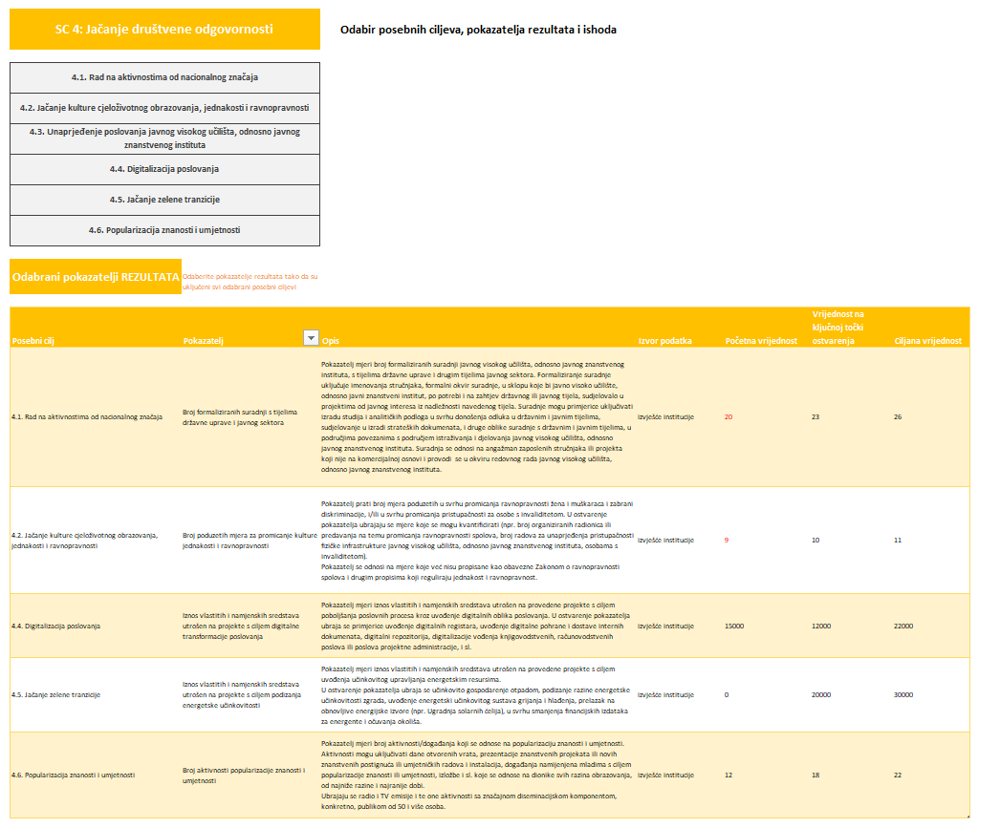 SC 4: Jačanje društvene odgovornosti
Odabir posebnih ciljeva, pokazatelja rezultata i ishoda
4.1. Rad na aktivnostima od nacionalnog značaja
4.2. Jačanje kulture cjeloživotnog obrazovanja, jednakosti i ravnopravnosti
4.3. Unaprjeđenje poslovanja javnog visokog učilišta, odnosno javnog
znanstvenog instituta
4.4. Digitalizacija poslovanja
4.5. Jačanje zelene tranzicije
4.6. Popularizacija znanosti i umjetnosti
Odabrani pokazatelji REZULTATA
Odaberite pokazatelje rezultata tako da su
uključeni svi odabrani posebni ciljevi
Posebni cilj
Pokazatelj
Opis
Izvor podatka
Početna vrijednost
Vrijednost na
ključnoj točki
ostvarenja
Ciljana vrijednost
4.1. Rad na aktivnostima od nacionalnog značaja
Broj formaliziranih suradnji s tijelima
državne uprave i javnog sektora
Pokazatelj mjeri broj formaliziranih suradnji javnog visokog učilišta, odnosno javnog znanstvenog
instituta, s tijelima državne uprave i drugim tijelima javnog sektora. Formaliziranje suradnje
uključuje imenovanja stručnjaka, formalni okvir suradnje, u sklopu koje bi javno visoko učilište,
odnosno javni znanstveni institut, po potrebi i na zahtjev državnog ili javnog tijela, sudjelovalo u
projektima od javnog interesa iz nadležnosti navedenog tijela. Suradnje mogu primjerice uključivati
izradu studija i analitičkih podloga u svrhu donošenja odluka u državnim i javnim tijelima,
sudjelovanje u izradi strateških dokumenata, i druge oblike suradnje s državnim i javnim tijelima, u
područjima povezanima s područjem istraživanja i djelovanja javnog visokog učilišta, odnosno
javnog znanstvenog instituta. Suradnja se odnosi na angažman zaposlenih stručnjaka ili projekta
koji nije na komercijalnoj osnovi i provodi se u okviru redovnog rada javnog visokog učilišta,
odnosno javnog znanstvenog instituta.
izvješće institucije
20
23
26
4.2. Jačanje kulture cjeloživotnog obrazovanja,
jednakosti i ravnopravnosti
Broj poduzetih mjera za promicanje kulture
jednakosti i ravnopravnosti
Pokazatelj prati broj mjera poduzetih u svrhu promicanja ravnopravnosti žena i muškaraca i zabrani
diskriminacije, i/ili u svrhu promicanja pristupačnosti za osobe s invaliditetom. U ostvarenje
pokazatelja ubrajaju se mjere koje se mogu kvantificirati (npr. broj organiziranih radionica ili
predavanja na temu promicanja ravnopravnosti spolova, broj radova za unaprjeđenja pristupačnosti
fizičke infrastrukture javnog visokog učilišta, odnosno javnog znanstvenog instituta, osobama s
invaliditetom).
Pokazatelj se odnosi na mjere koje već nisu propisane kao obavezne Zakonom o ravnopravnosti
spolova i drugim propisima koji reguliraju jednakost i ravnopravnost.
izvješće institucije
9
10
11
4.4. Digitalizacija poslovanja
Iznos vlastitih i namjenskih sredstava
utrošen na projekte s ciljem digitalne
transformacije poslovanja
Pokazatelj mjeri iznos vlastitih i namjenskih sredstava utrošen na provedene projekte s ciljem
poboljšanja poslovnih procesa kroz uvođenje digitalnih oblika poslovanja. U ostvarenje pokazatelja
ubraja se primjerice uvođenje digitalnih registara, uvođenje digitalne pohrane i dostave internih
dokumenata, digitalni repozitorija, digitalizacije vođenja knjigovodstvenih, računovodstvenih
poslova ili poslova projektne administracije, i sl.
izvješće institucije
15000
12000
22000
4.5. Jačanje zelene tranzicije
Iznos vlastitih i namjenskih sredstava
utrošen na projekte s ciljem podizanja
energetske učinkovitosti
Pokazatelj mjeri iznos vlastitih i namjenskih sredstava utrošen na provedene projekte s ciljem
uvođenja učinkovitog upravljanja energetskim resursima.
U ostvarenje pokazatelja ubraja se učinkovito gospodarenje otpadom, podizanje razine energetske
učinkovitosti zgrada, uvođenje energetski učinkovitog sustava grijanja i hlađenja, prelazak na
obnovljive energijske izvore (npr. Ugradnja solarnih ćelija), u svrhu smanjenja financijskih izdataka
za energente i očuvanja okoliša.
izvješće institucije
0
20000
30000
4.6. Popularizacija znanosti i umjetnosti
Broj aktivnosti popularizacije znanosti i
umjetnosti
Pokazatelj mjeri broj aktivnosti/događanja koji se odnose na popularizaciju znanosti i umjetnosti.
Aktivnosti mogu uključivati dane otvorenih vrata, prezentacije znanstvenih projekata ili novih
znanstvenih postignuća ili umjetničkih radova i instalacija, događanja namijenjena mladima s ciljem
popularizacije znanosti ili umjetnosti, izložbe i sl. koje se odnose na dionike svih razina obrazovanja,
od najniže razine i najranije dobi.
Ubrajaju se radio i TV emisije i te one aktivnosti sa značajnom diseminacijskom komponentom,
konkretno, publikom od 50 i više osoba.
izvješće institucije
12
18
22